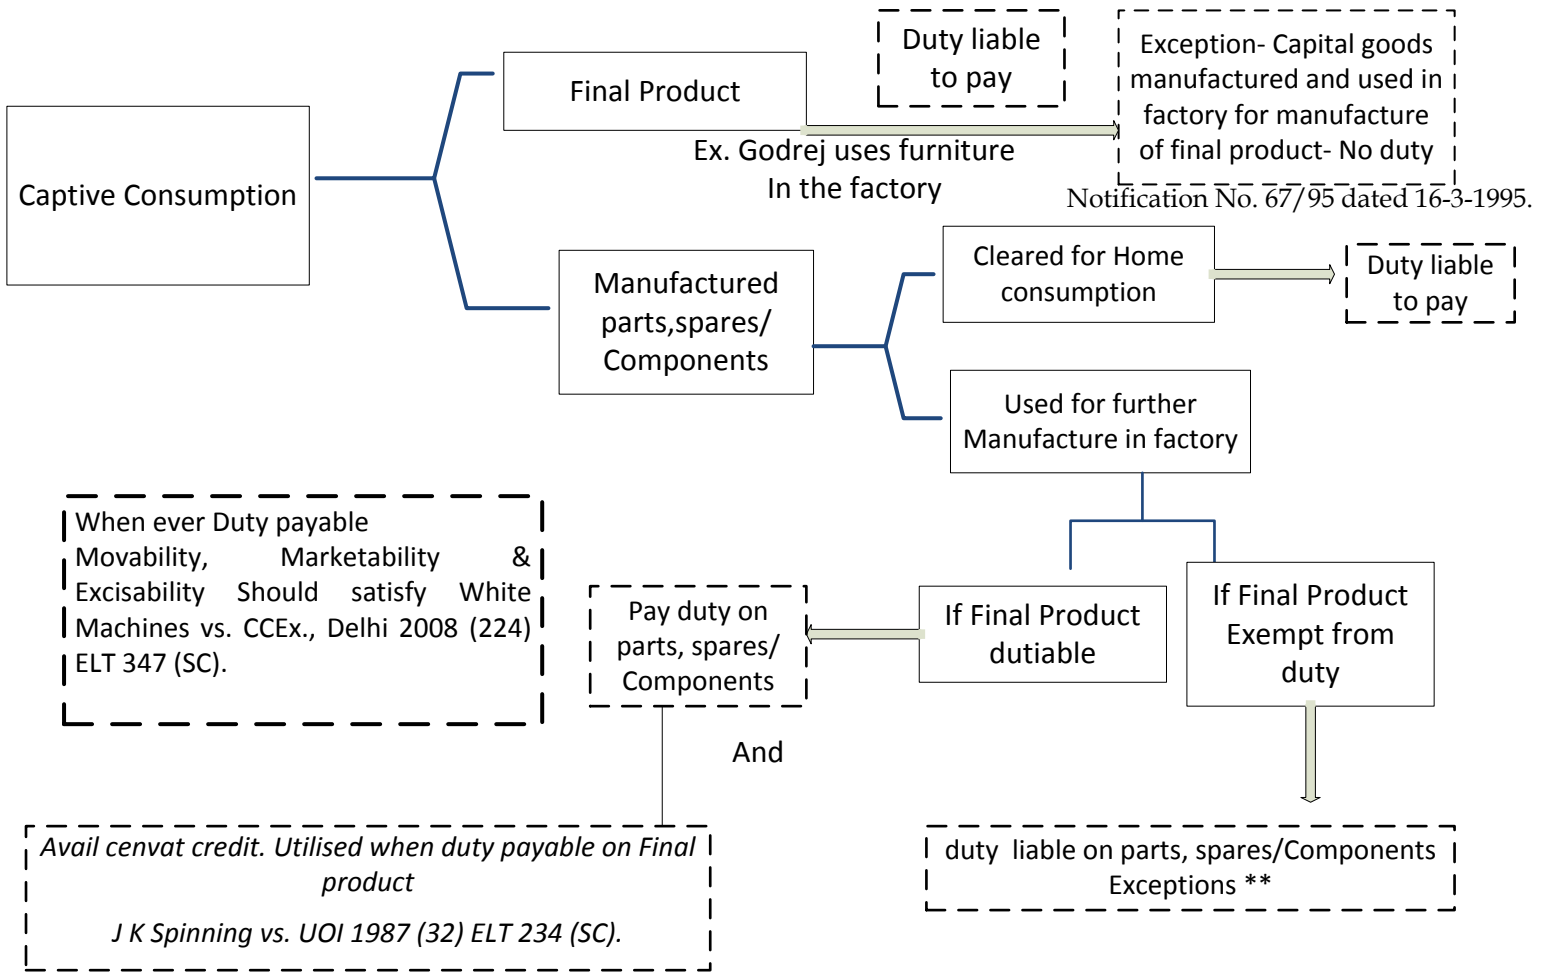 Captive Consumption
Final Product
Duty liable
to pay
Exception- Capital goods
manufactured and used in
factory for manufacture
of final product- No duty
Ex. Godrej uses furniture
In the factory
Notification No. 67/95 dated 16-3-1995.
Manufactured
parts,spares/
Components
Cleared for Home
consumption
Duty liable
to pay
Used for further
Manufacture in factory
When ever Duty payable
Movability, Marketability &
Excisability Should satisfy White
Machines vs. CCEx., Delhi 2008 (224)
ELT 347 (SC).
Pay duty on
parts, spares/
Components
If Final Product
dutiable
If Final Product
Exempt from
duty
And
Avail cenvat credit. Utilised when duty payable on Final
product
J K Spinning vs. UOI 1987 (32) ELT 234 (SC).
duty liable on parts, spares/Components
Exceptions **